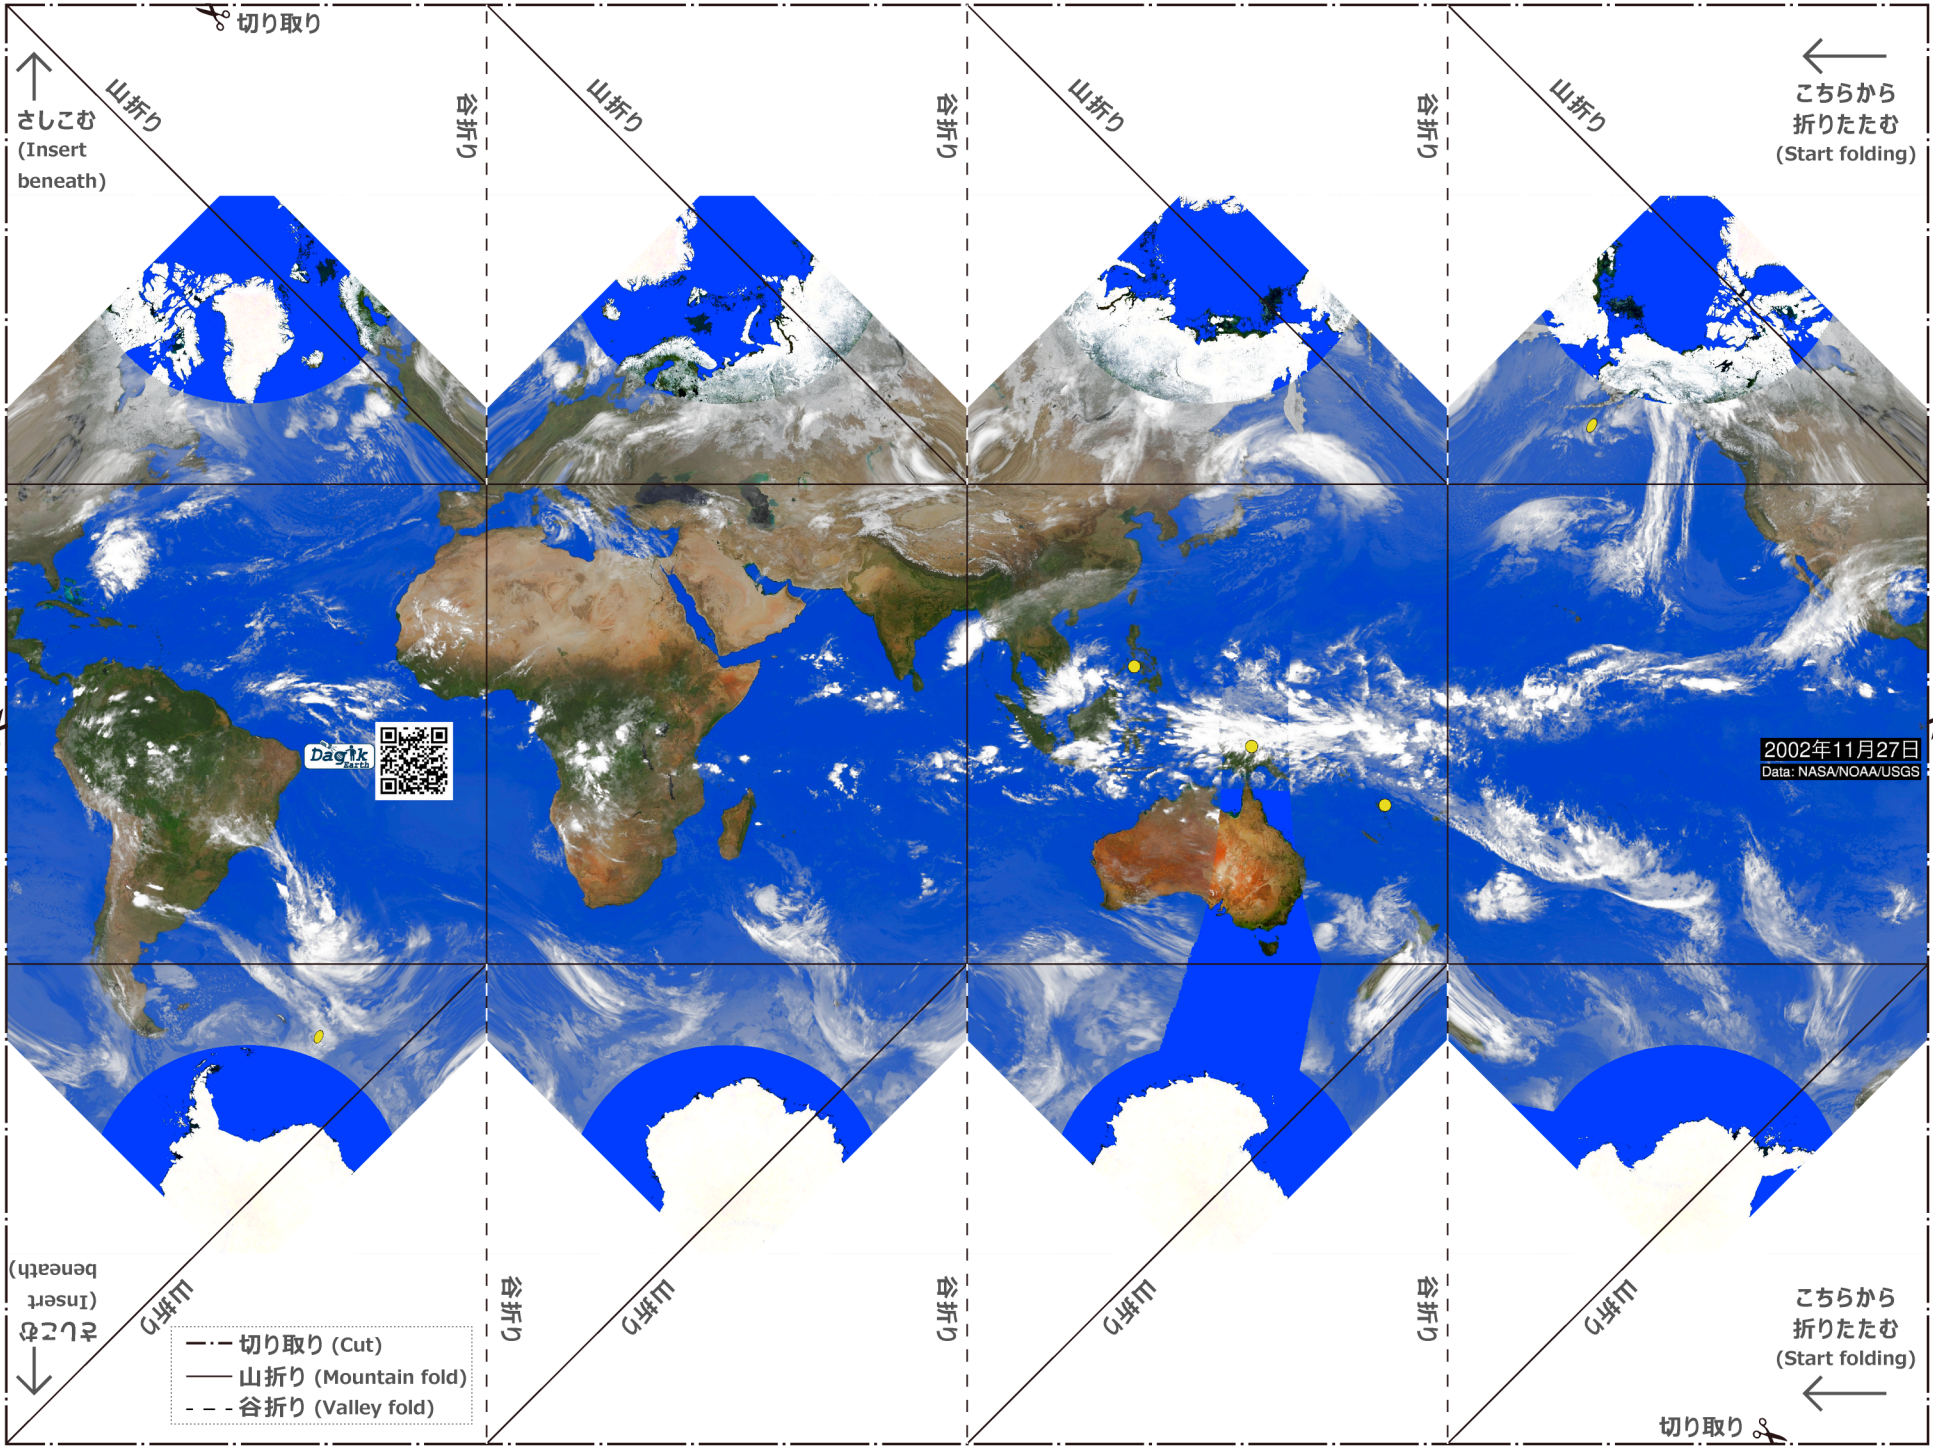 切り取り
山折り
谷折り
山折り
谷折り
山折り
谷折り
山折り
さしこむ
(Insert
beneath)
こちらから
折りたたむ
(Start folding)
Dagik
Earth
2002年11月27日
Data: NASA/NOAA/USGS
さしこむ
(Insert
beneath)
山折り
谷折り
山折り
谷折り
山折り
谷折り
山折り
こちらから
折りたたむ
(Start folding)
切り取り (Cut)
山折り (Mountain fold)
谷折り (Valley fold)
切り取り